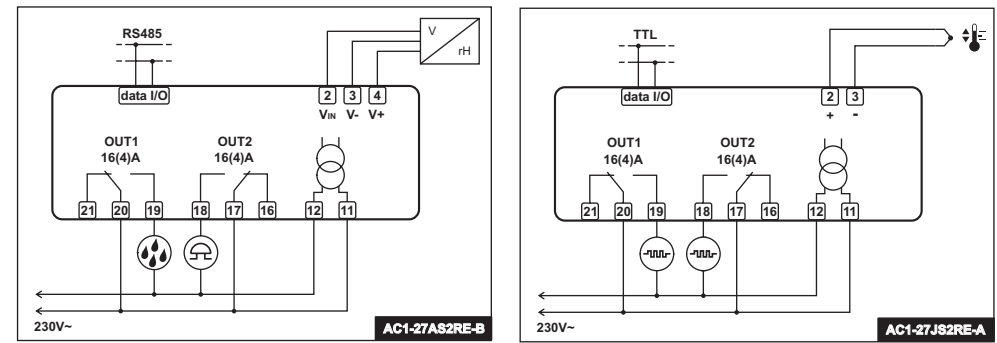 RS485
V
rH
data I/O
2 3 4
VIN V- V+
OUT1 OUT2
16(4)A 16(4)A
21 20 19 18 17 16 12 11
230V~
AC1-27AS2RE-B
TTL
data I/O
2 3
+ -
OUT1 OUT2
16(4)A 16(4)A
21 20 19 18 17 16 12 11
230V~
AC1-27JS2RE-A